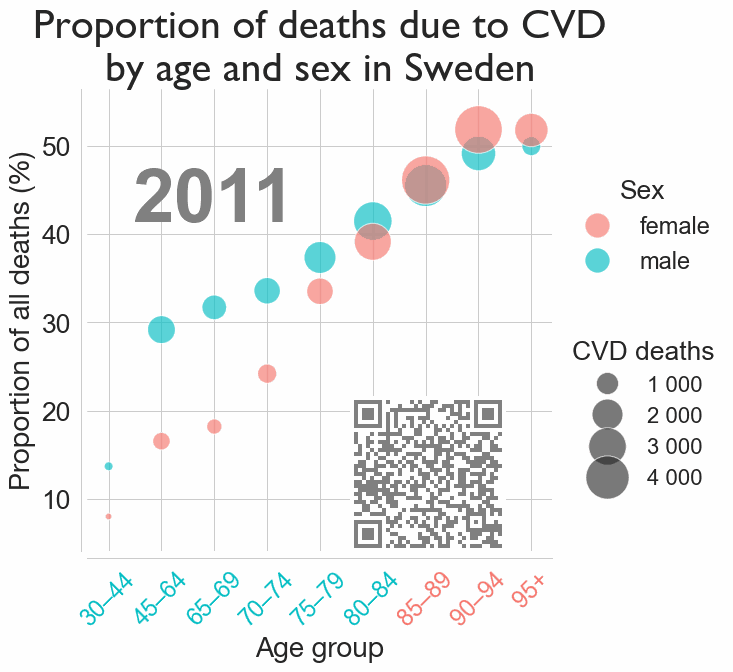 Proportion of deaths due to CVD
by age and sex in Sweden
Proportion of all deaths (%)
50
40
30
20
10
2011
30–44
45–64
65–69
70–74
75–79
80–84
85–89
90–94
95+
Age group
Sex
female
male
CVD deaths
1 000
2 000
3 000
4 000